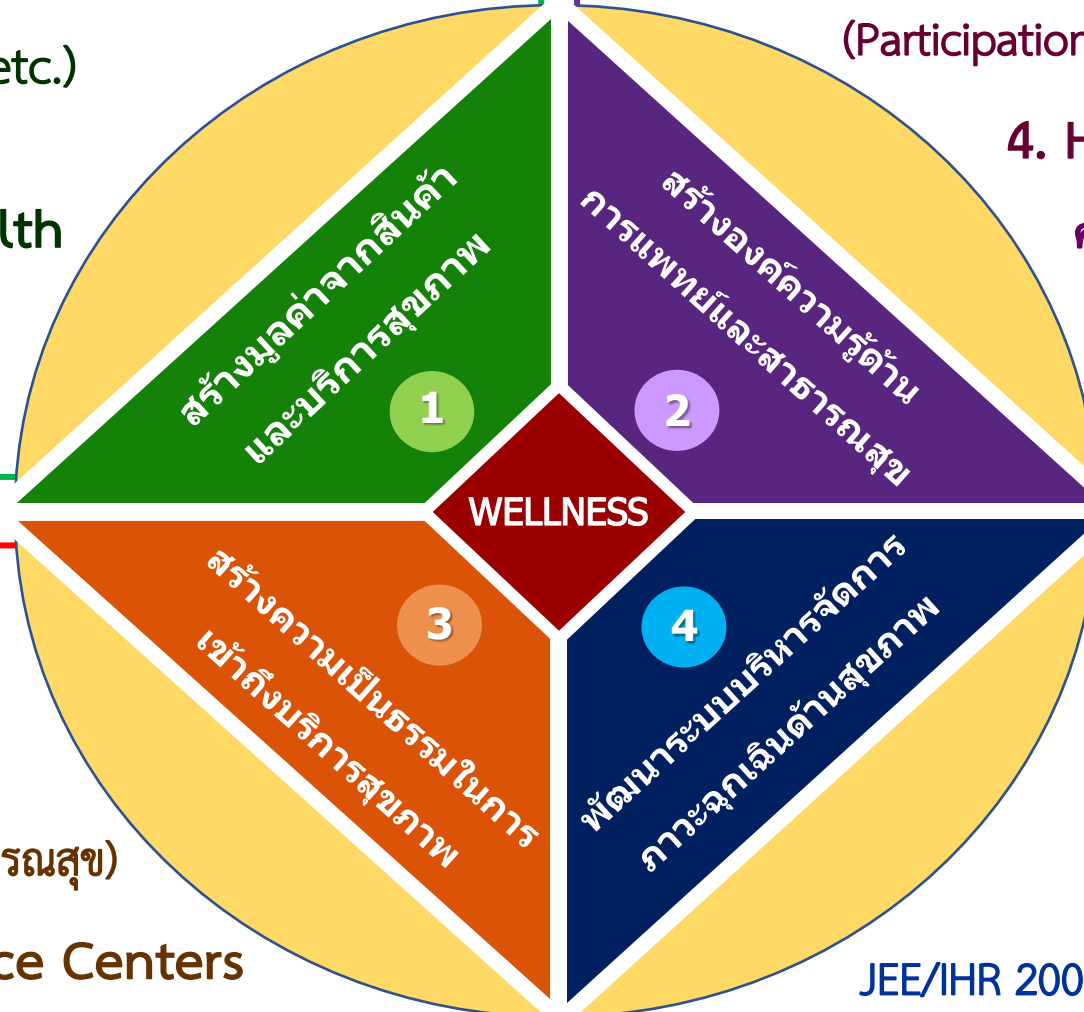 etc.)
(Participation
4. H
lth
สร้างมูลค่าจากสินค้า
และบริการสุขภาพ
1
สร้างองค์ความรู้ด้าน
การแพทย์และสาธารณสุข
2
WELLNESS
สร้างความเป็นธรรมในการ
เข้าถึงบริการสุขภาพ
3
พัฒนาระบบบริหารจัดการ
ภาวะฉุกเฉินด้านสุขภาพ
4
รณสุข)
ce Centers
JEE/IHR 200